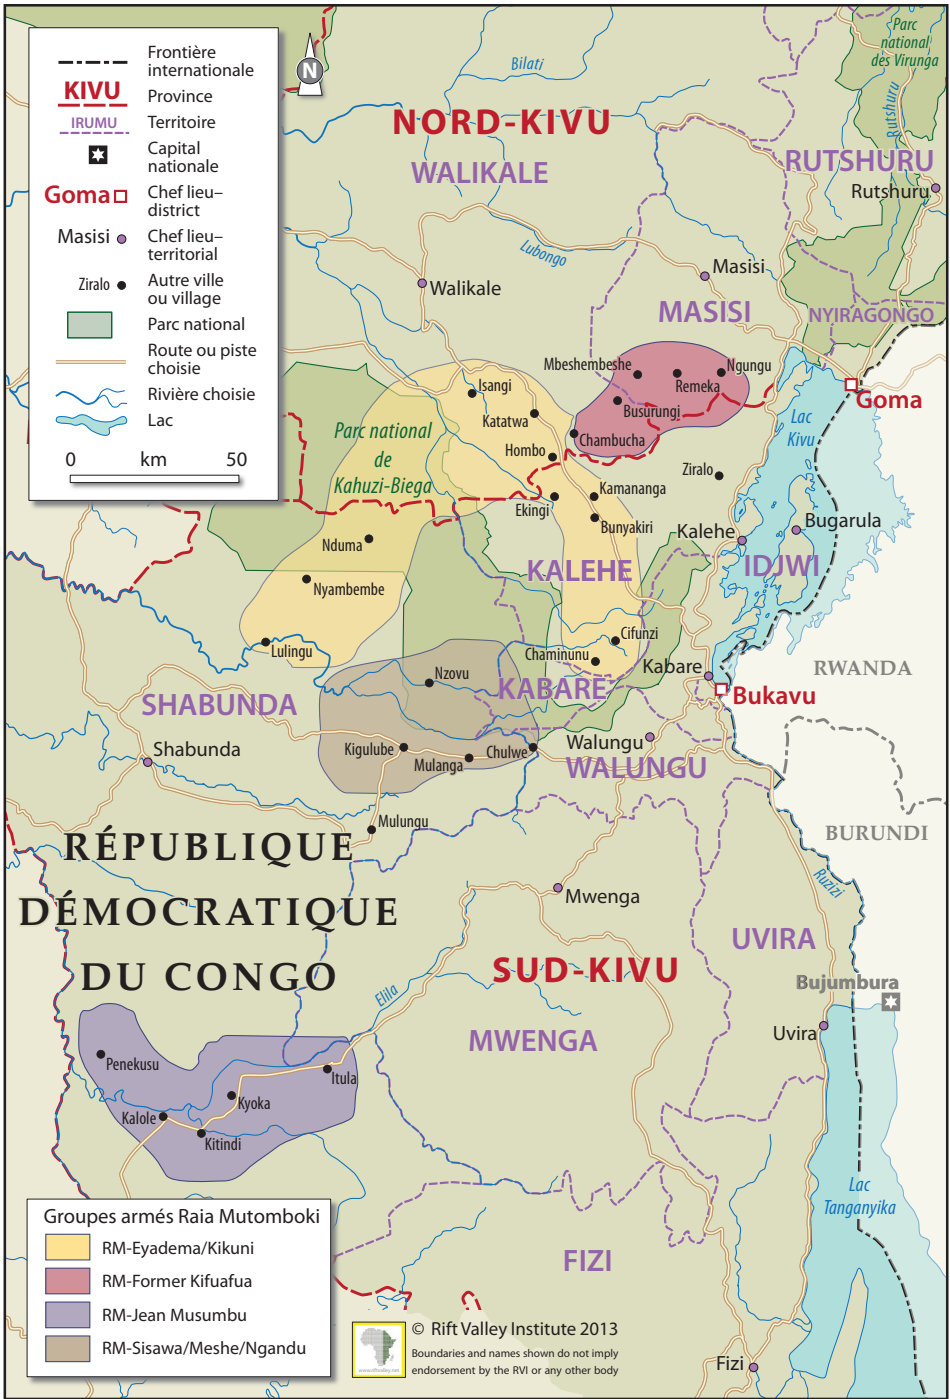 Frontière
internationale
KIVU
Province
IRUMU
Territoire
Capital
nationale
Goma
Chef lieu–
district
Masisi
Chef lieu–
territorial
Ziralo
Autre ville
ou village
Parc national
Route ou piste
choisie
Rivière choisie
Lac
0 km 50
N
Bilati
Parc
national
des Virunga
Rutshuru
NORD-KIVU
WALIKALE
RUTSHURU
Rutshuru
Lubongo
Masisi
Walikale
MASISI
NYIRAGONGO
Mbeshembeshe
Ngungu
Remeka
Isangi
Goma
Busurungi
Katatwa
Lac
Kivu
Chambucha
Parc national
de
Kahuzi-Biega
Hombo
Ziralo
Kamananga
Ekingi
Bunyakiri
Kalehe
Bugarula
Nduma
KALEHE
IDJWI
Nyambembe
Cifunzi
Lulingu
Chaminunu
Kabare
RWANDA
Nzovu
KABARE
Bukavu
SHABUNDA
Shabunda
Kigulube
Mulanga
Chulwe
Walungu
WALUNGU
Mulungu
BURUNDI
RÉPUBLIQUE
DÉMOCRATIQUE
DU CONGO
Ruzizi
Mwenga
UVIRA
SUD-KIVU
Bujumbura
Elila
Uvira
MWENGA
Penekusu
Itula
Kyoka
Kalole
Kitindi
Lac
Tanganyika
FIZI
Fizi
Groupes armés Raia Mutomboki
RM-Eyadema/Kikuni
RM-Former Kifuafua
RM-Jean Musumbu
RM-Sisawa/Meshe/Ngandu
www.riftvalley.net
© Rift Valley Institute 2013
Boundaries and names shown do not imply
endorsement by the RVI or any other body